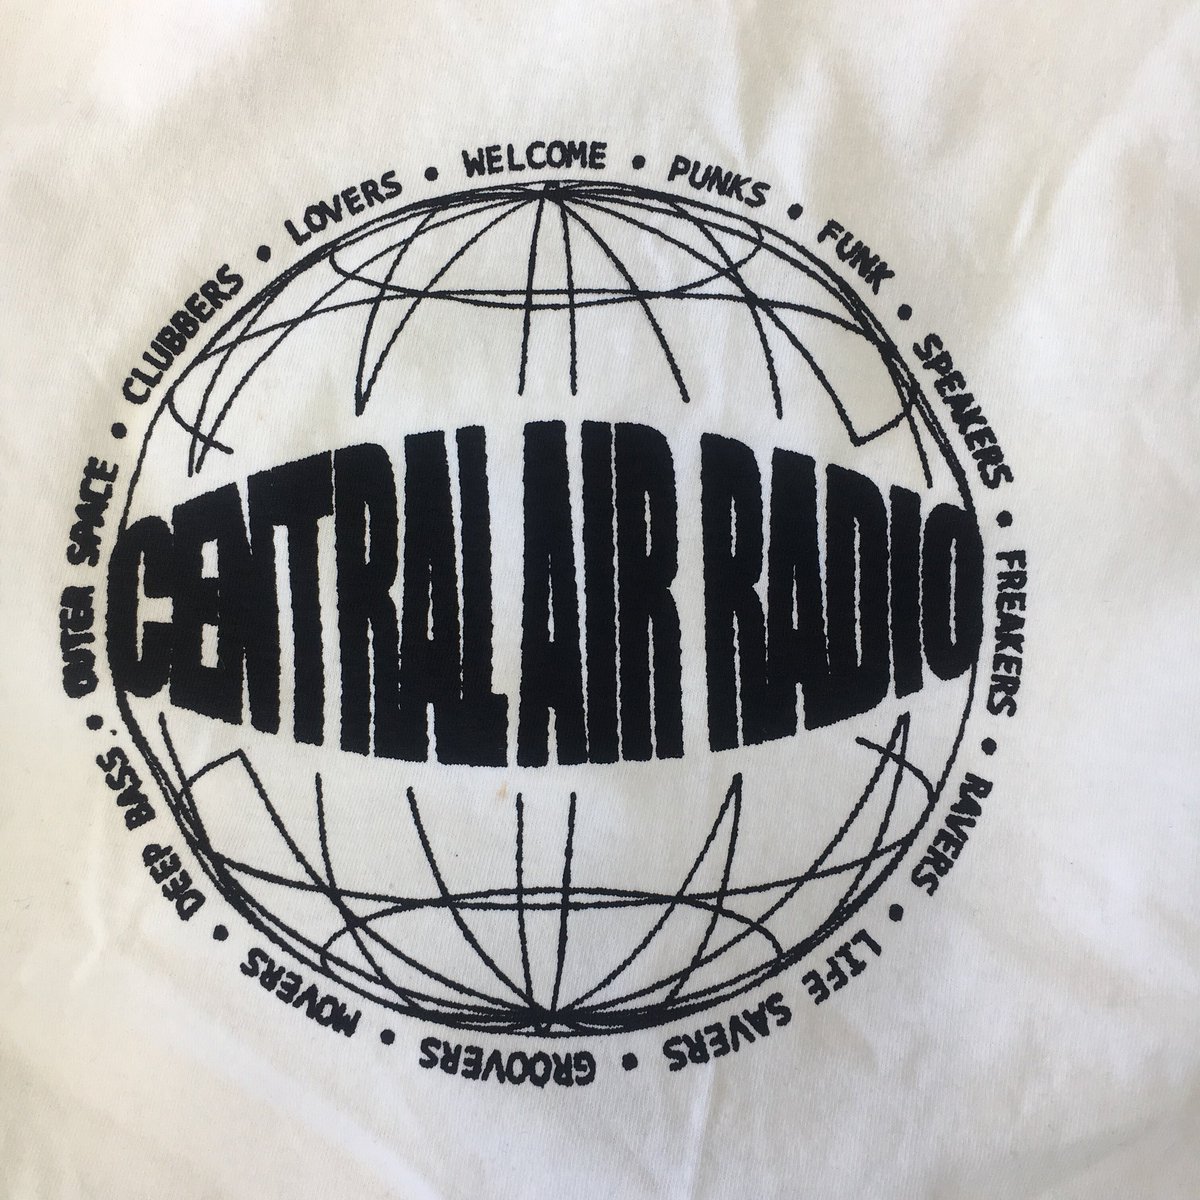 WELCOME • PUNKS • FUNK • SPEAKERS • FREAKERS • RAVERS • LIFE SAVERS • GROOVERS • MOVERS • DEEP BASS • OUTER SPACE • CLUBBERS • LOVERS •
CENTRAL AIR RADIO